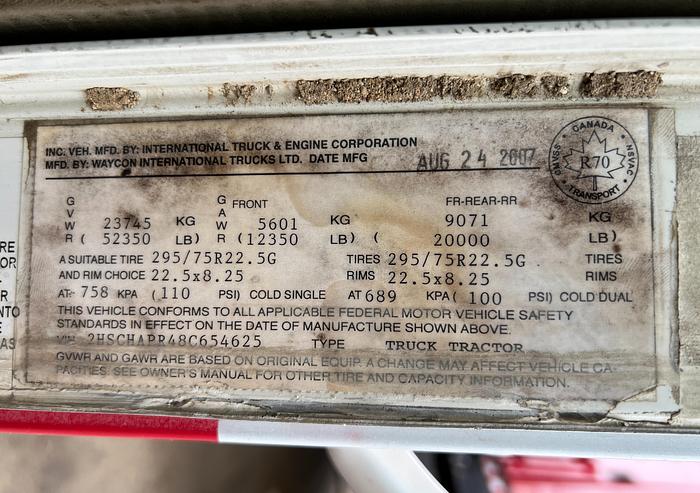 INC. VEH. MFD. BY: INTERNATIONAL TRUCK & ENGINE CORPORATION
MFD. BY: WAYCON INTERNATIONAL TRUCKS LTD. DATE MFG AUG 24 2007
CANADA CMVSS NSVAC TRANSPORT
R70
G G FRONT FR-REAR-RR
V A
W 23745 KG W 5601 KG 9071 KG
R ( 52350 LB) R ( 12350 LB) ( 20000 LB)
A SUITABLE TIRE 295/75R22.5G TIRES 295/75R22.5G TIRES
AND RIM CHOICE 22.5x8.25 RIMS 22.5x8.25 RIMS
AT: 758 KPA (110 PSI) COLD SINGLE AT 689 KPA ( 100 PSI) COLD DUAL
THIS VEHICLE CONFORMS TO ALL APPLICABLE FEDERAL MOTOR VEHICLE SAFETY
STANDARDS IN EFFECT ON THE DATE OF MANUFACTURE SHOWN ABOVE.
VIN 2HSCHAPR48C654625 TYPE TRUCK TRACTOR
GVWR AND GAWR ARE BASED ON ORIGINAL EQUIP. A CHANGE MAY AFFECT VEHICLE CA-
PACITIES. SEE OWNER'S MANUAL FOR OTHER TIRE AND CAPACITY INFORMATION.